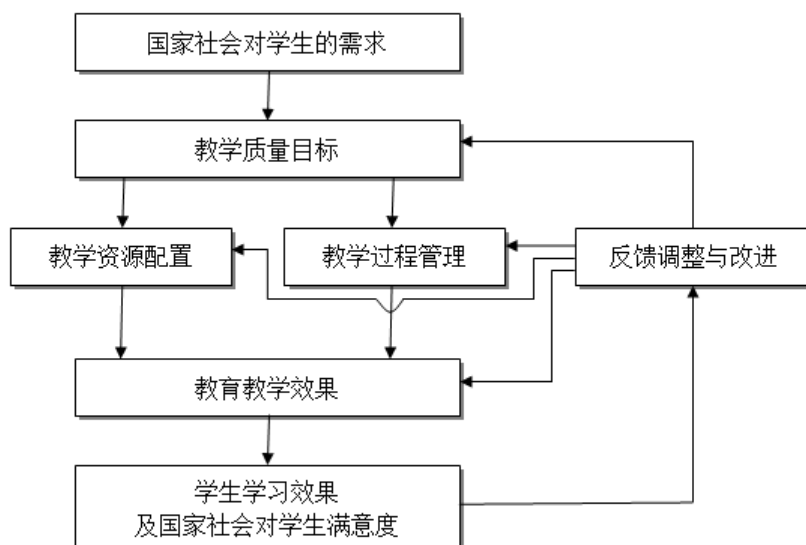 国家社会对学生的需求
教学质量目标
教学资源配置
教学过程管理
反馈调整与改进
教育教学效果
学生学习效果
及国家社会对学生满意度